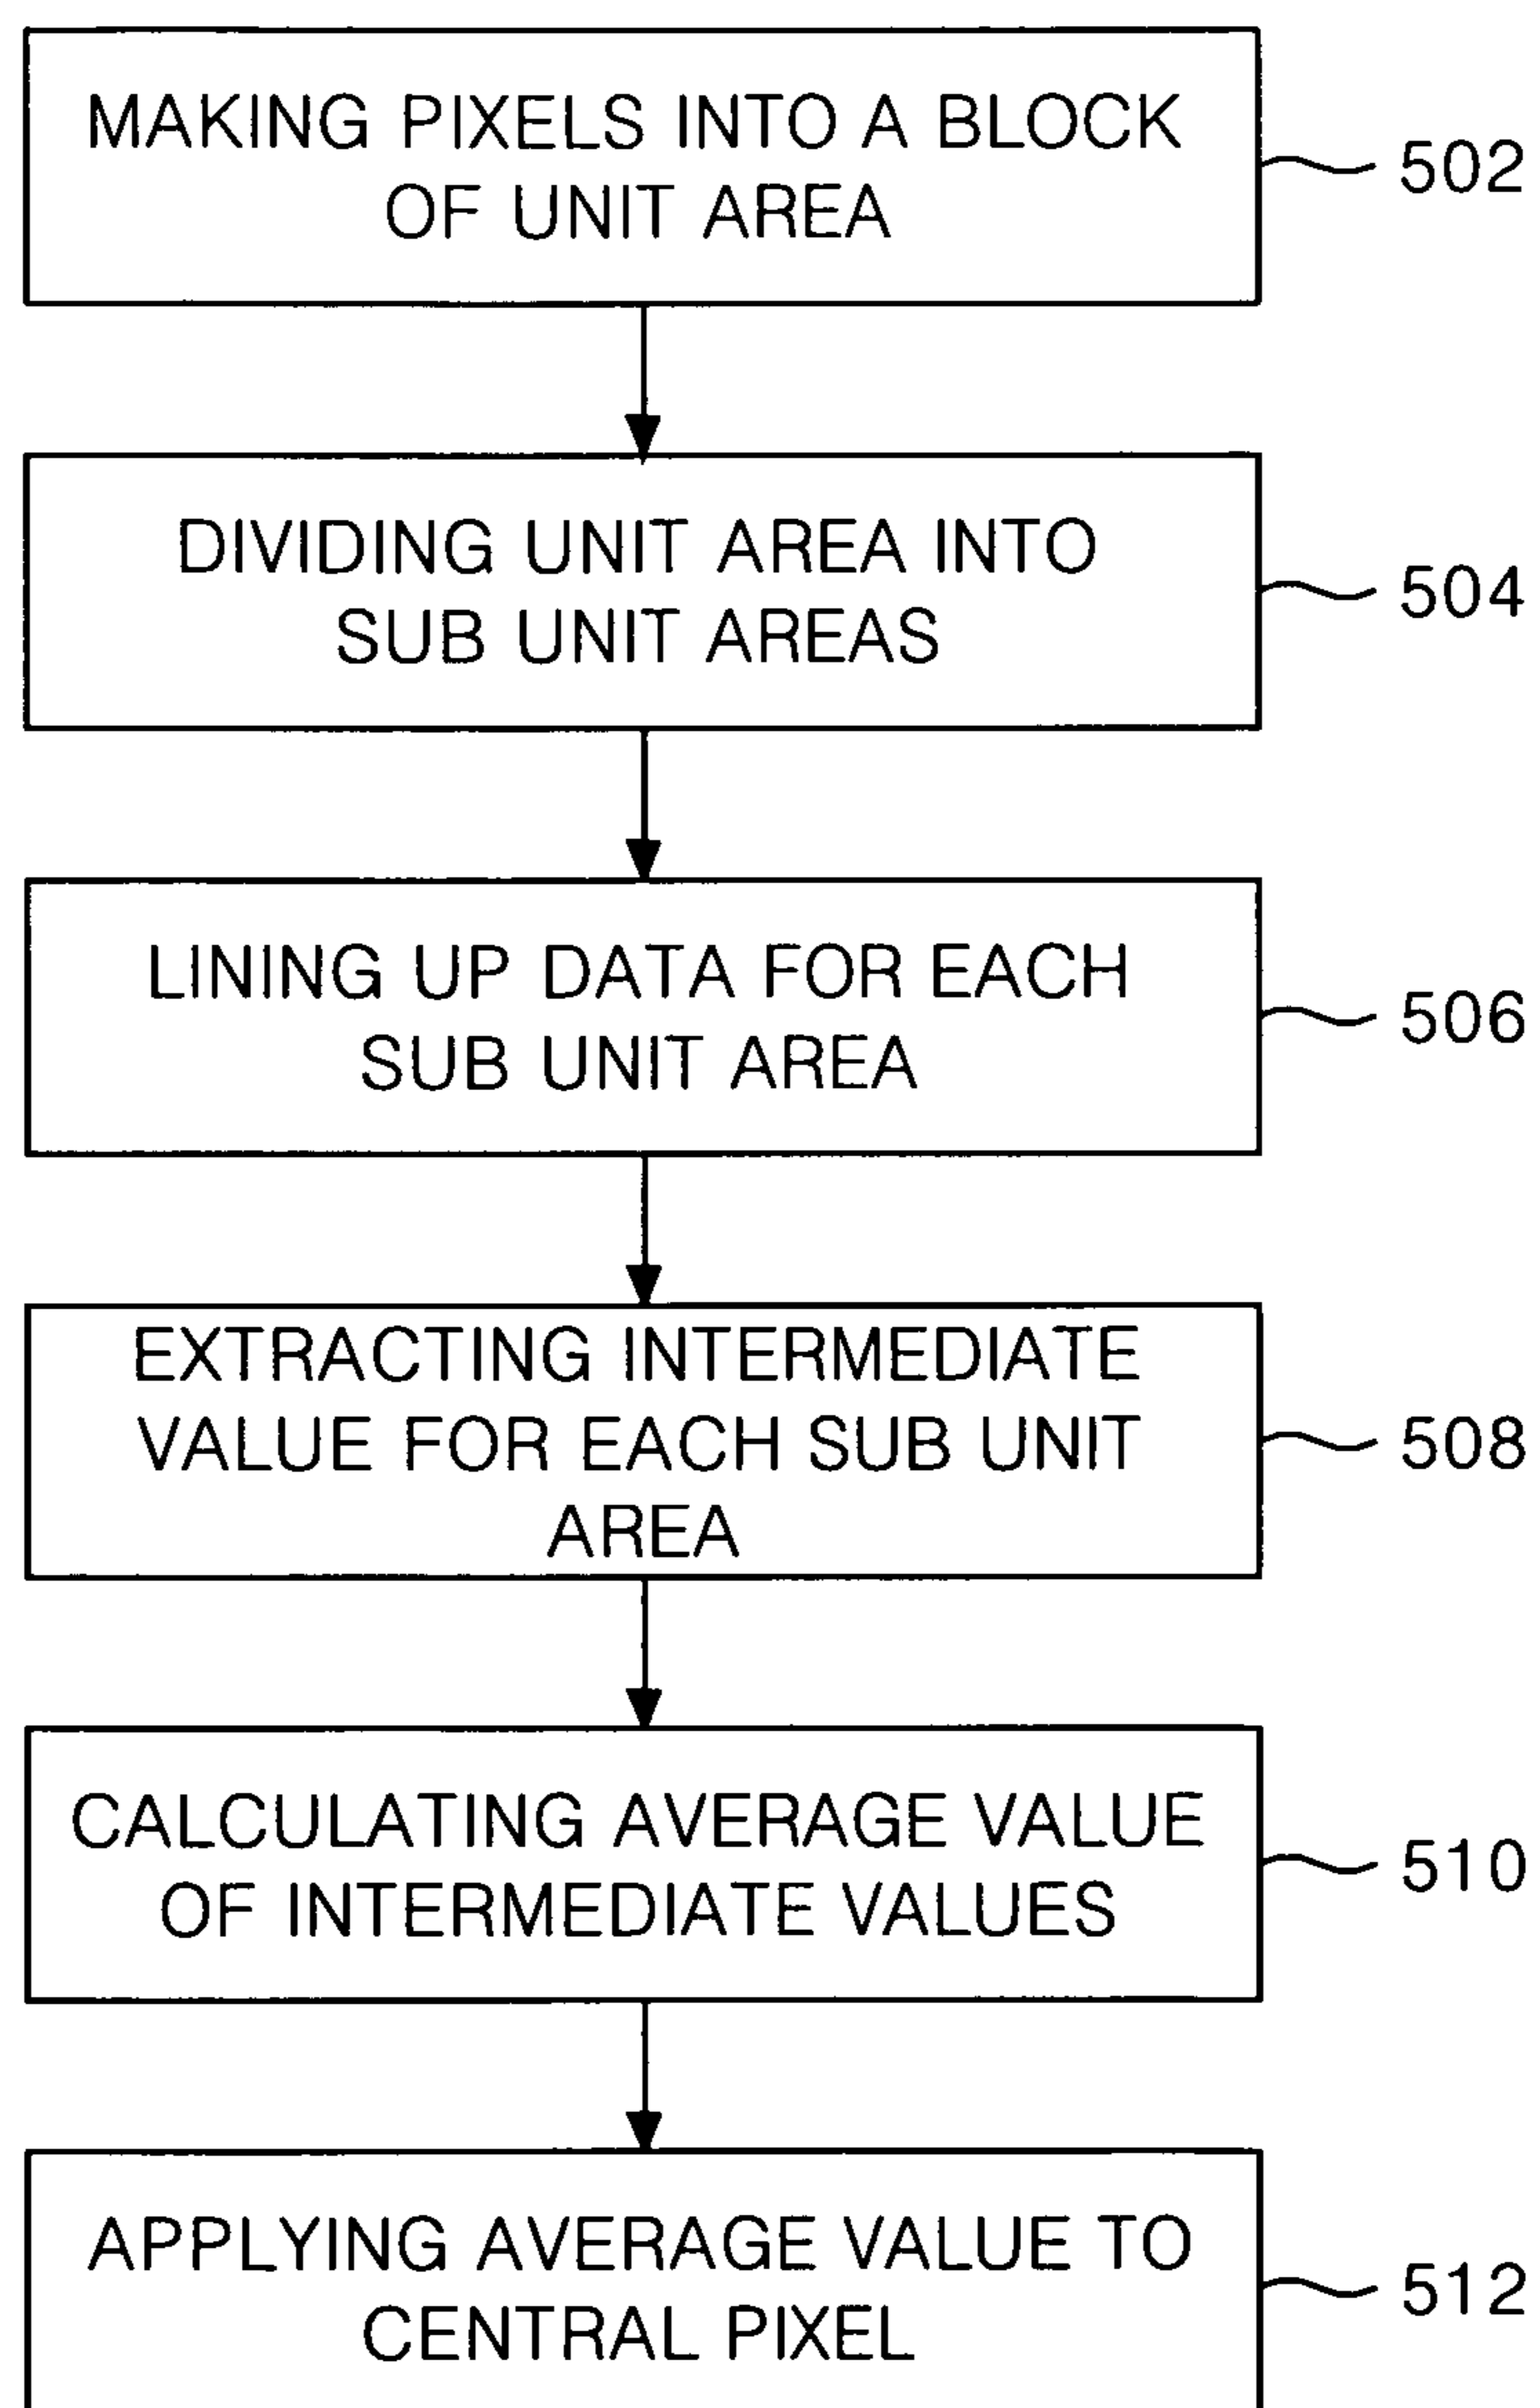 MAKING PIXELS INTO A BLOCK
OF UNIT AREA
502
DIVIDING UNIT AREA INTO
SUB UNIT AREAS
504
LINING UP DATA FOR EACH
SUB UNIT AREA
506
EXTRACTING INTERMEDIATE
VALUE FOR EACH SUB UNIT
AREA
508
CALCULATING AVERAGE VALUE
OF INTERMEDIATE VALUES
510
APPLYING AVERAGE VALUE TO
CENTRAL PIXEL
512